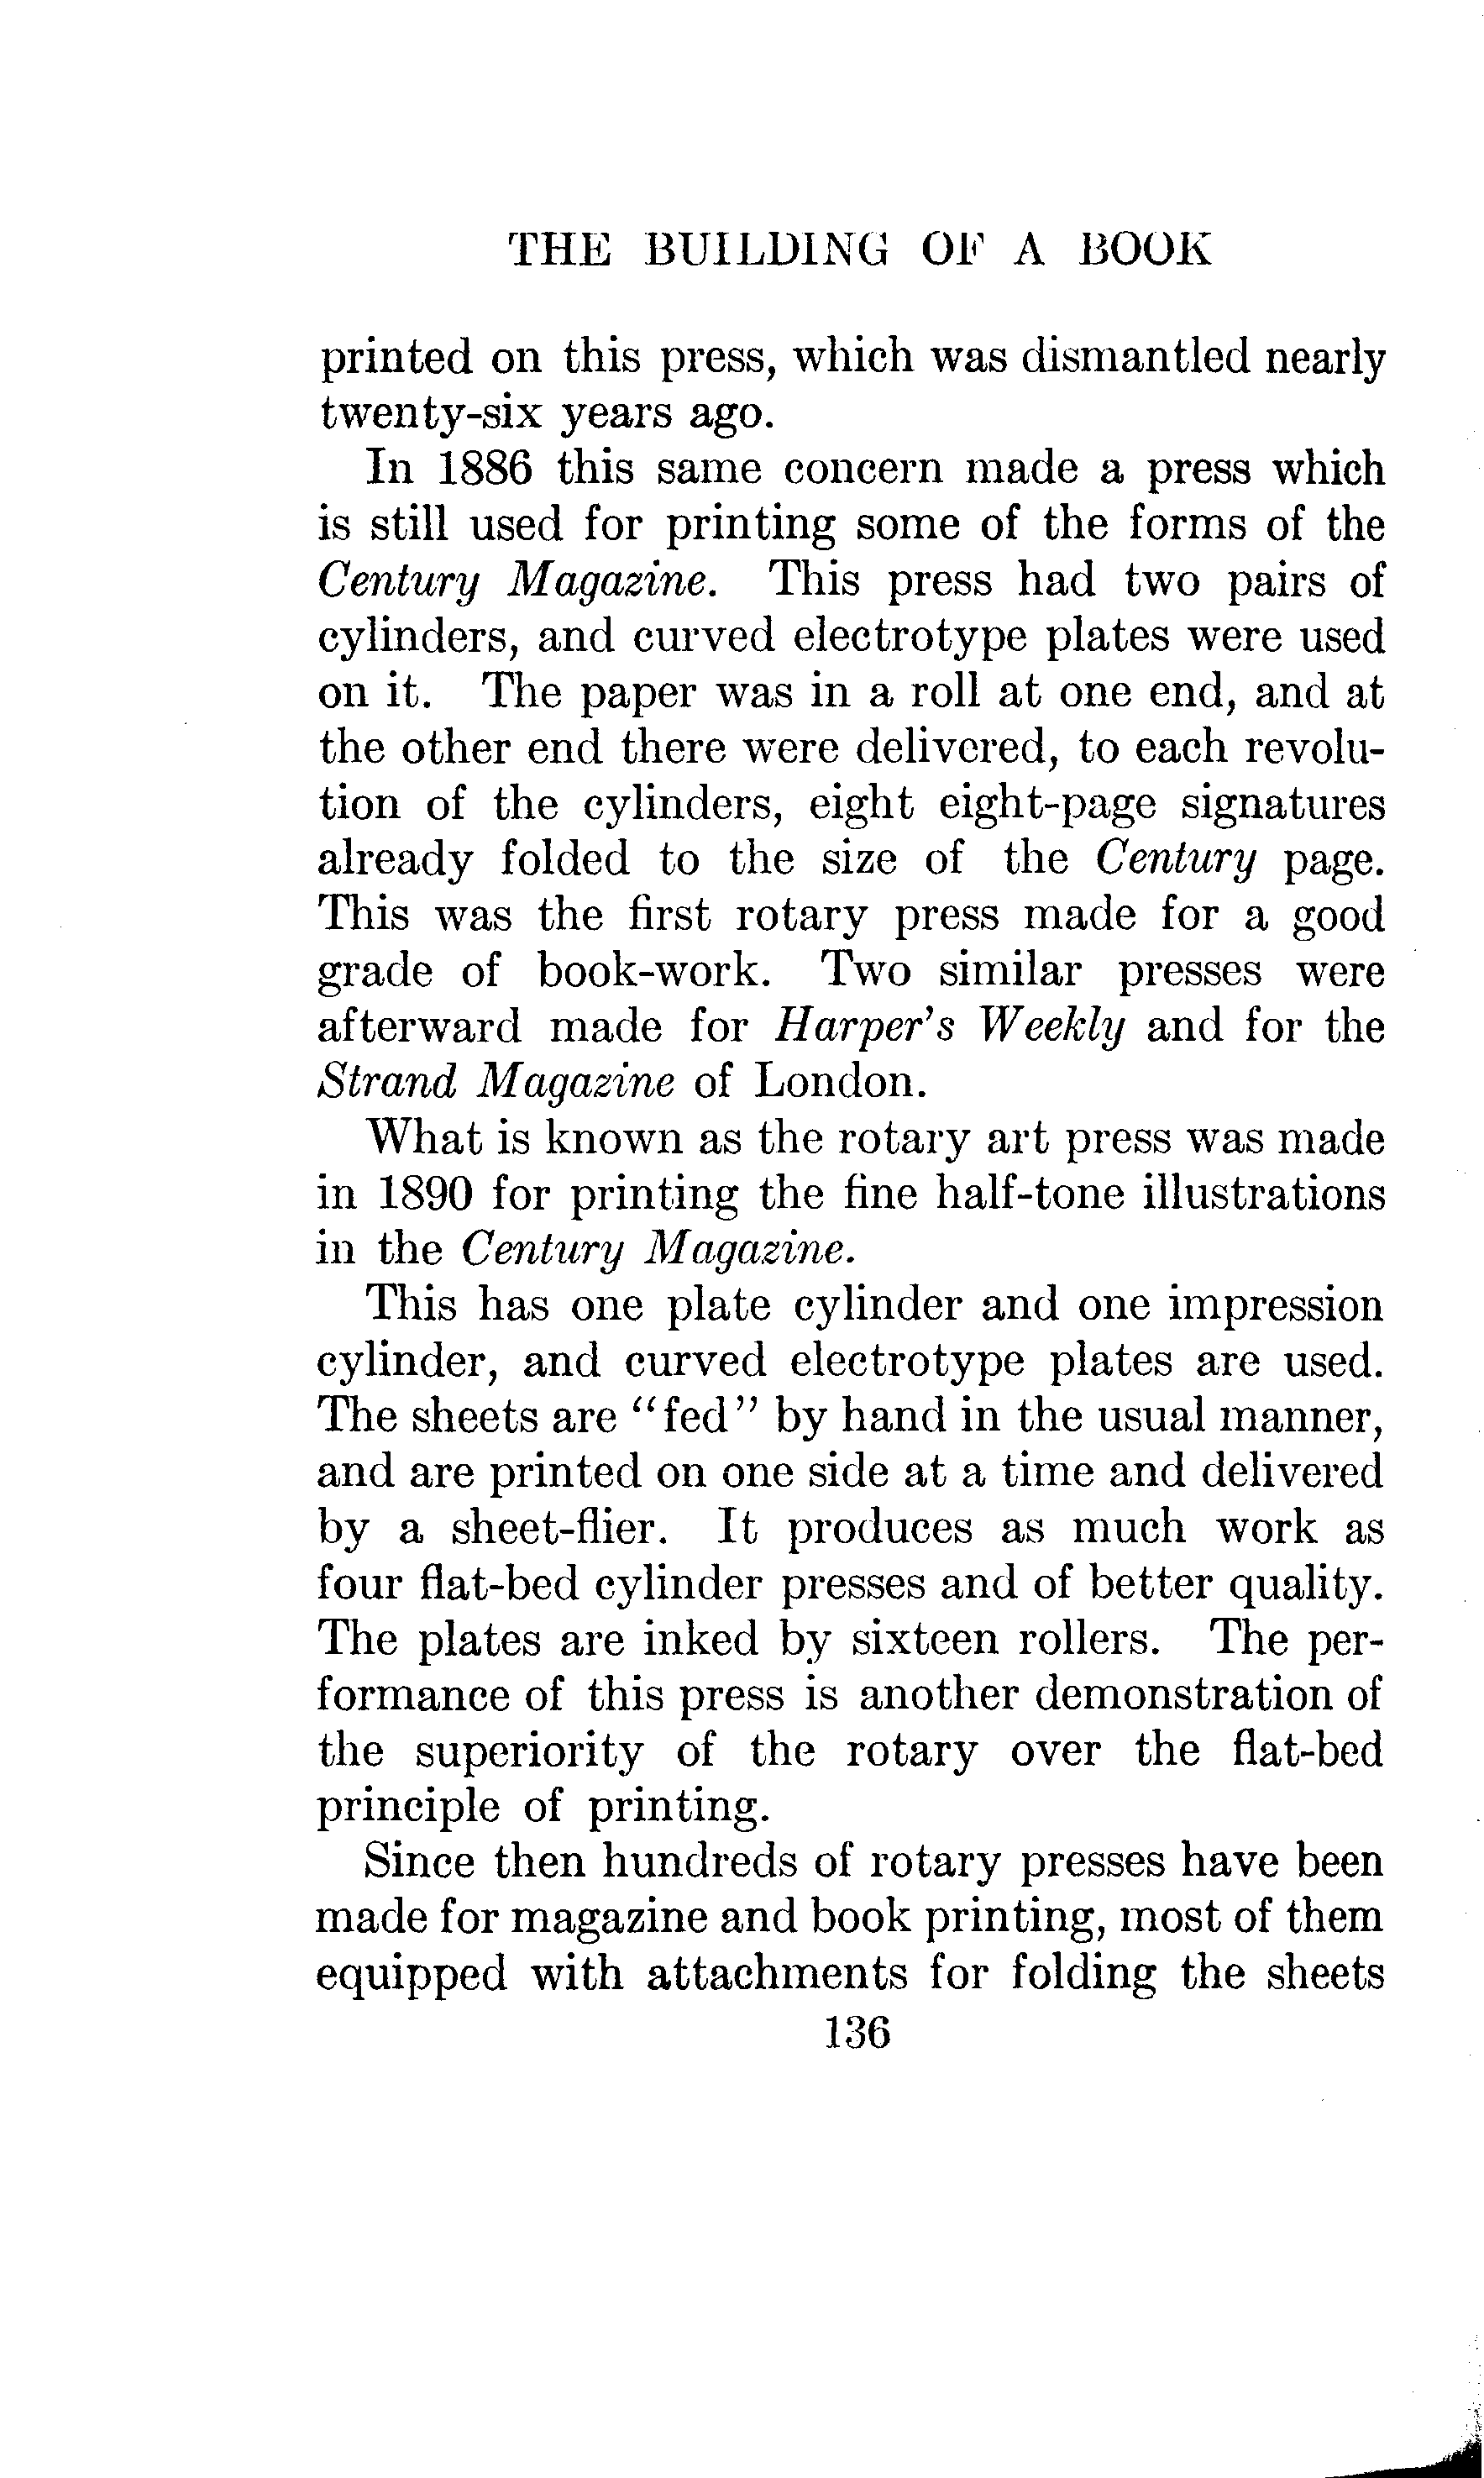 THE BUILDING OF A BOOK
printed on this press, which was dismantled nearly
twenty-six years ago.
In 1886 this same concern made a press which
is still used for printing some of the forms of the
Century Magazine. This press had two pairs of
cylinders, and curved electrotype plates were used
on it. The paper was in a roll at one end, and at
the other end there were delivered, to each revolu-
tion of the cylinders, eight eight-page signatures
already folded to the size of the Century page.
This was the first rotary press made for a good
grade of book-work. Two similar presses were
afterward made for Harper's Weekly and for the
Strand Magazine of London.
What is known as the rotary art press was made
in 1890 for printing the fine half-tone illustrations
in the Century Magazine.
This has one plate cylinder and one impression
cylinder, and curved electrotype plates are used.
The sheets are "fed" by hand in the usual manner,
and are printed on one side at a time and delivered
by a sheet-flier. It produces as much work as
four flat-bed cylinder presses and of better quality.
The plates are inked by sixteen rollers. The per-
formance of this press is another demonstration of
the superiority of the rotary over the flat-bed
principle of printing.
Since then hundreds of rotary presses have been
made for magazine and book printing, most of them
equipped with attachments for folding the sheets
136